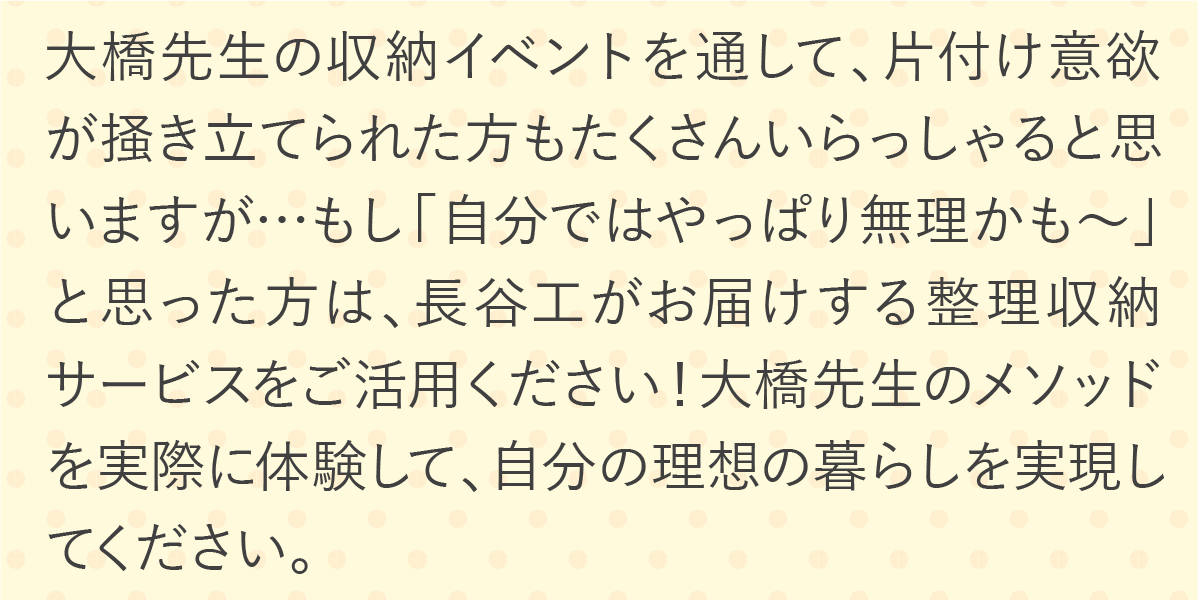 大橋先生の収納イベントを通して、片付け意欲
が掻き立てられた方もたくさんいらっしゃると思
いますが…もし「自分ではやっぱり無理かも〜」
と思った方は、長谷工がお届けする整理収納
サービスをご活用ください！大橋先生のメソッド
を実際に体験して、自分の理想の暮らしを実現し
てください。